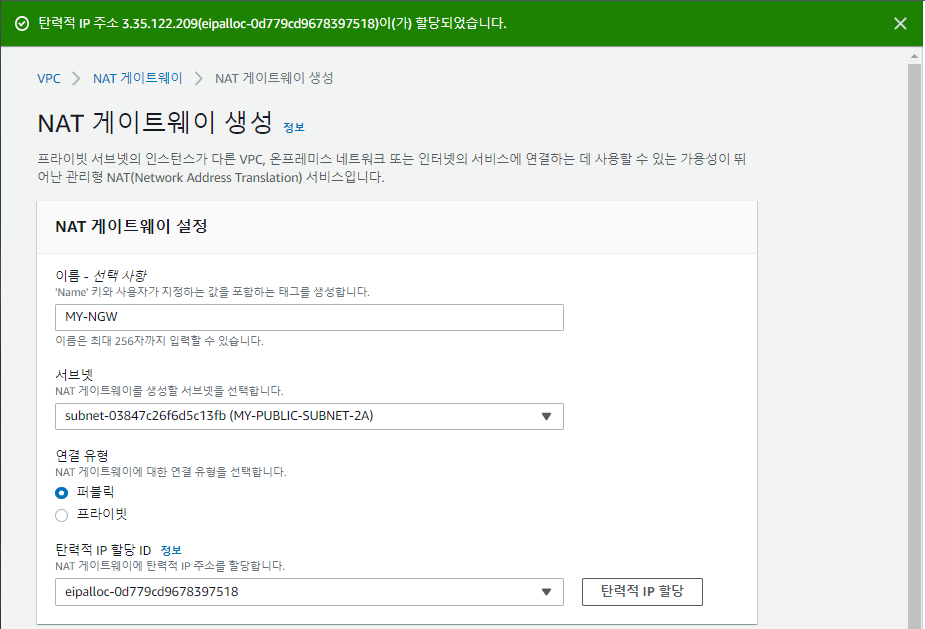 탄력적 IP 주소 3.35.122.209(eipalloc-0d779cd9678397518)이(가) 할당되었습니다.
VPC > NAT 게이트웨이 > NAT 게이트웨이 생성
NAT 게이트웨이 생성 정보
프라이빗 서브넷의 인스턴스가 다른 VPC, 온프레미스 네트워크 또는 인터넷의 서비스에 연결하는 데 사용할 수 있는 가용성이 뛰
어난 관리형 NAT(Network Address Translation) 서비스입니다.
NAT 게이트웨이 설정
이름 - 선택 사항
'Name' 키와 사용자가 지정하는 값을 포함하는 태그를 생성합니다.
MY-NGW
이름은 최대 256자까지 입력할 수 있습니다.
서브넷
NAT 게이트웨이를 생성할 서브넷을 선택합니다.
subnet-03847c26f6d5c13fb (MY-PUBLIC-SUBNET-2A)
연결 유형
NAT 게이트웨이에 대한 연결 유형을 선택합니다.
퍼블릭
프라이빗
탄력적 IP 할당 ID 정보
NAT 게이트웨이에 탄력적 IP 주소를 할당합니다.
eipalloc-0d779cd9678397518
탄력적 IP 할당